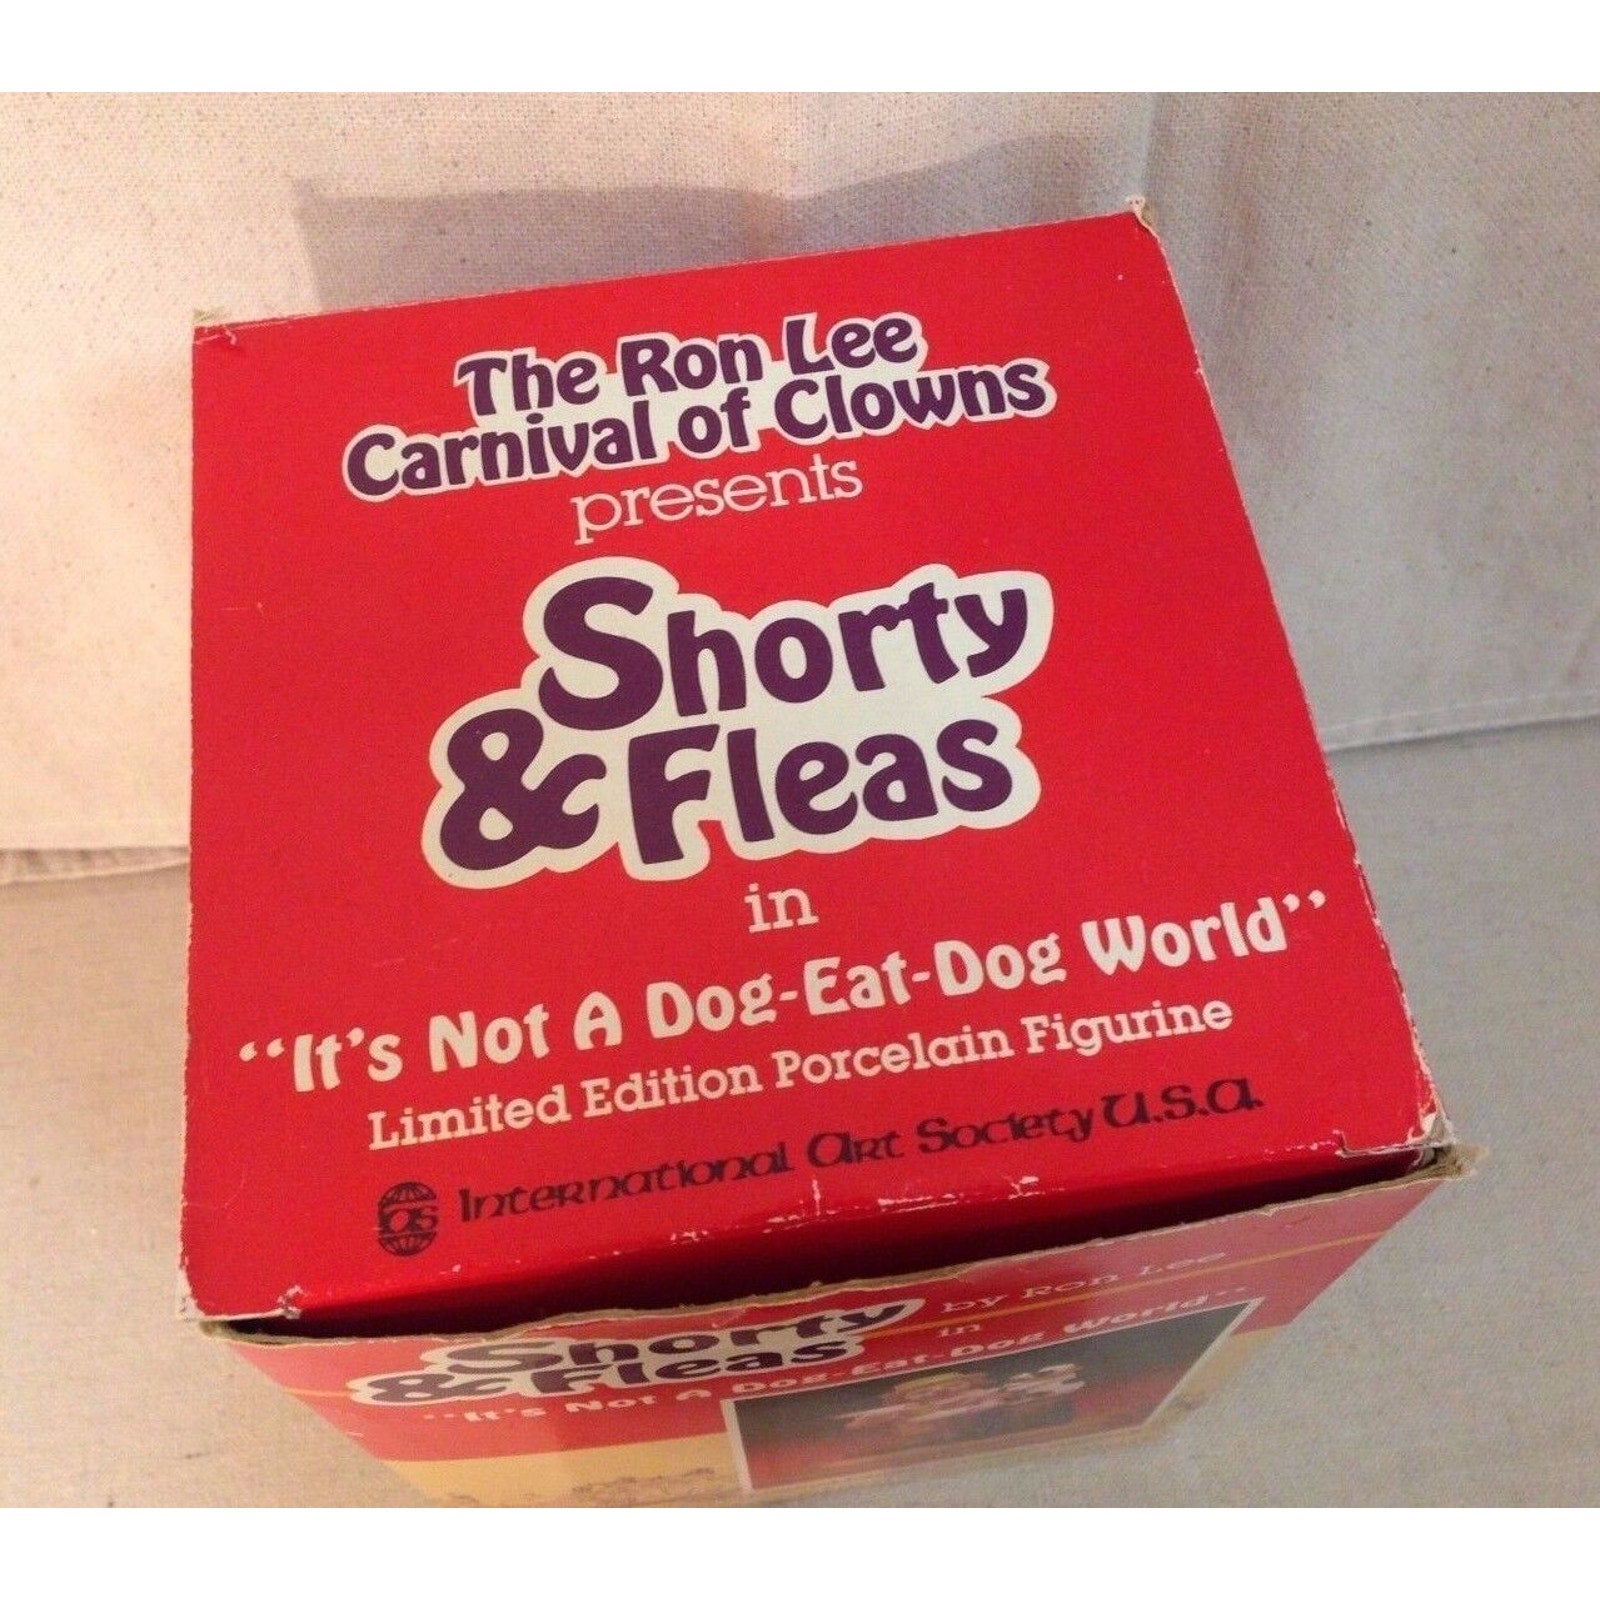 The Ron Lee
Carnival of Clowns
presents
Shorty
& Fleas
in
"It's Not A Dog-Eat-Dog World"
Limited Edition Porcelain Figurine
ias International Art Society U.S.A.
Shorty
& Fleas by Ron Lee
in
"It's Not A Dog-Eat-Dog World"